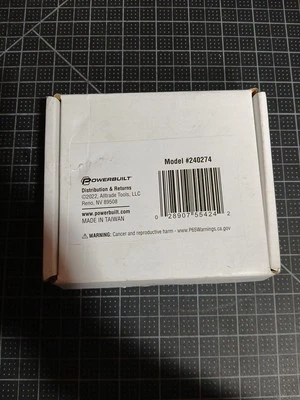 POWERBUILT
Model #240274
Distribution & Returns
©2022, Alltrade Tools, LLC
Reno, NV 89508
www.powerbuilt.com
MADE IN TAIWAN
8 28907 55424 2
WARNING: Cancer and reproductive harm - www.P65Warnings.ca.gov